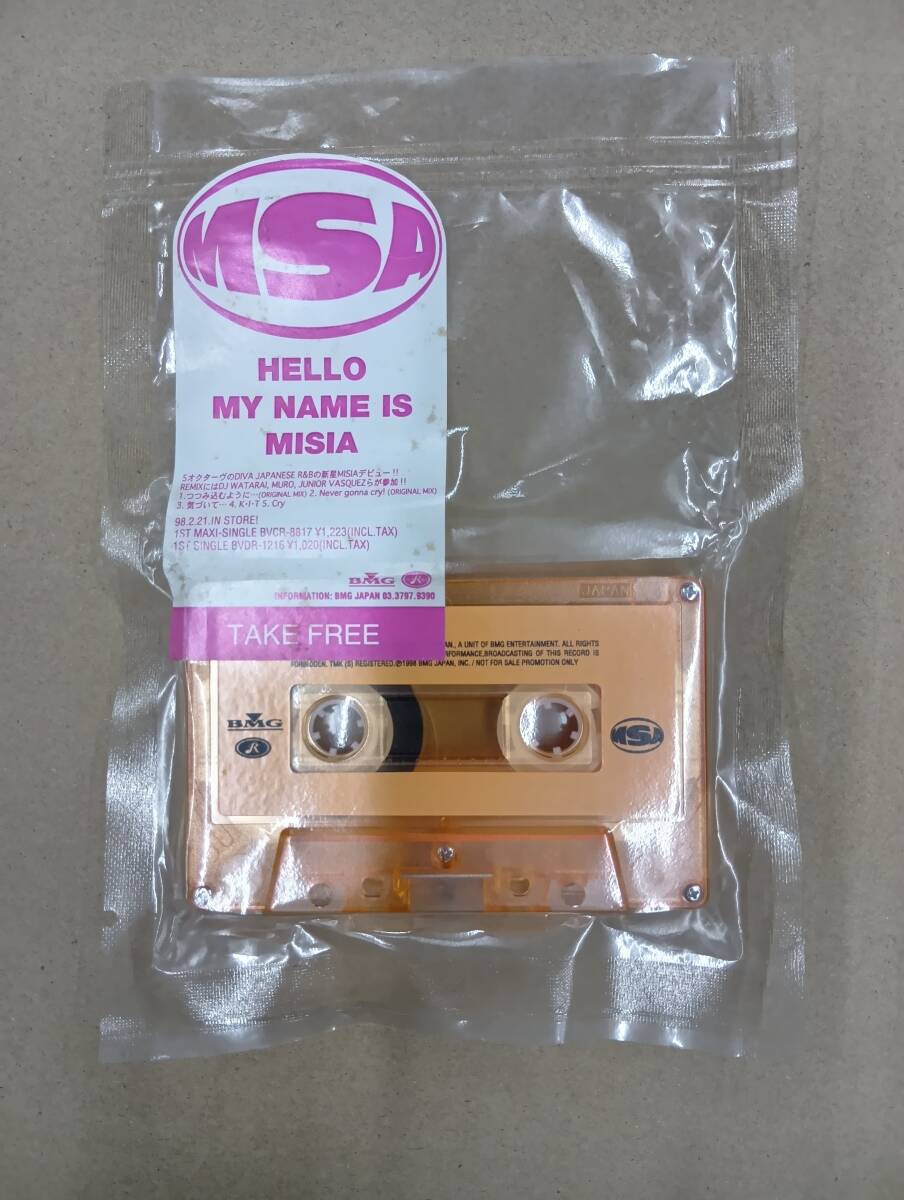 MSA
HELLO
MY NAME IS
MISIA
5オクターヴのDIVA JAPANESE R&Bの新星MISIAデビュー!!
REMIXにはDJ WATARAI, MURO, JUNIOR VASQUEZらが参加!!
1.つつみ込むように…(ORIGINAL MIX) 2. Never gonna cry! (ORIGINAL MIX)
3. 気づいて… 4. K・I・T 5. Cry
98.2.21.IN STORE!
1ST MAXI-SINGLE BVCR-8817 ¥1,223(INCL.TAX)
1ST SINGLE BVDR-1216 ¥1,020(INCL.TAX)
BMG R
INFORMATION: BMG JAPAN 03.3797.9390
TAKE FREE
JAPAN
A UNIT OF BMG ENTERTAINMENT. ALL RIGHTS
BROADCASTING OF THIS RECORD IS
FORBIDDEN. TMK (S) REGISTERED.Ⓟ1998 BMG JAPAN, INC. / NOT FOR SALE PROMOTION ONLY
BMG
R
MSA